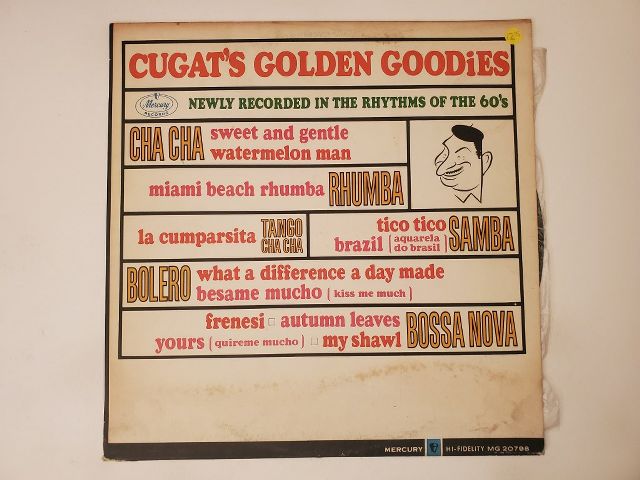 CUGAT'S GOLDEN GOODiES
Mercury
RECORDS
NEWLY RECORDED IN THE RHYTHMS OF THE 60's
CHA CHA
sweet and gentle
watermelon man
miami beach rhumba
RHUMBA
la cumparsita
TANGO
CHA CHA
tico tico
brazil (aquarela
do brasil)
SAMBA
BOLERO
what a difference a day made
besame mucho (kiss me much)
frenesi □ autumn leaves
yours (quireme mucho) □ my shawl
BOSSA NOVA
MERCURY HI-FIDELITY MG 20798